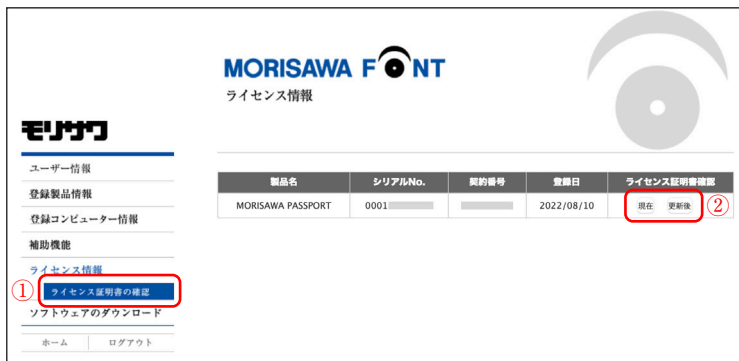 MORISAWA FONT
ライセンス情報
モリサワ
ユーザー情報
登録製品情報
登録コンピューター情報
補助機能
ライセンス情報
① ライセンス証明書の確認
ソフトウェアのダウンロード
ホーム ログアウト
製品名 シリアルNo. 契約番号 登録日 ライセンス証明書確認
MORISAWA PASSPORT 0001 2022/08/10 現在 更新後 ②